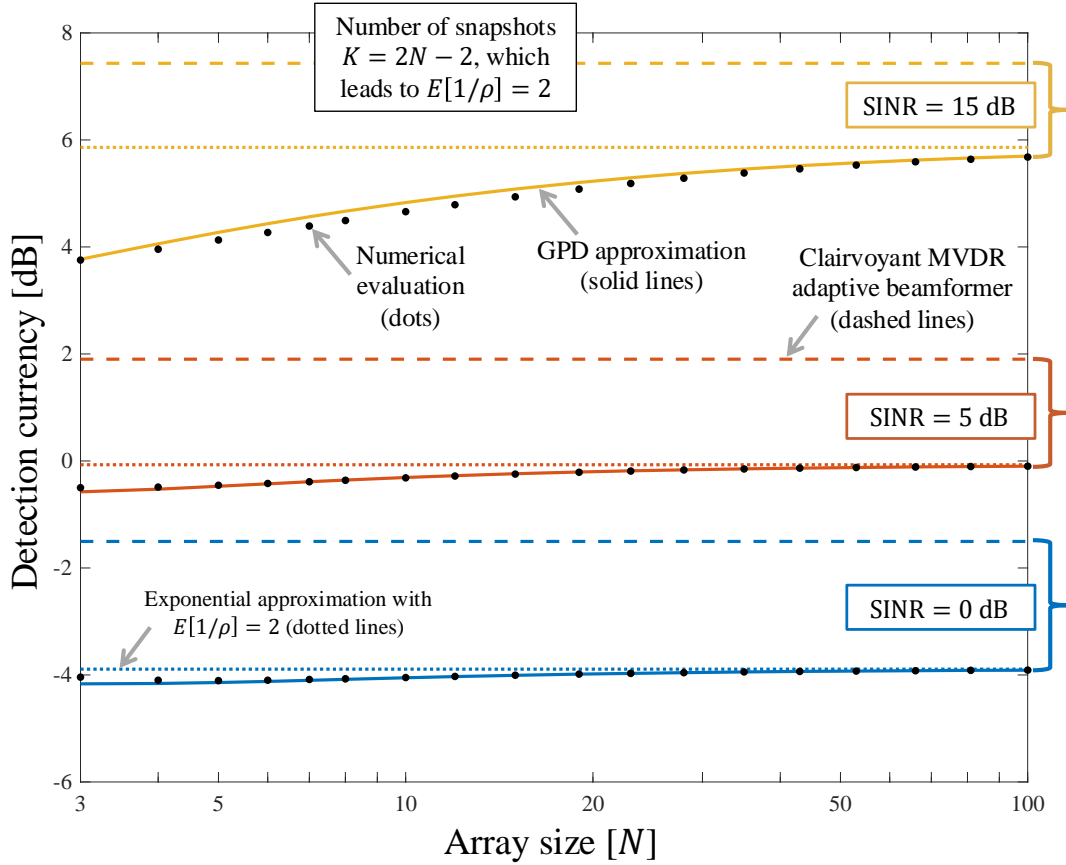 8
6
4
2
0
-2
-4
-6
Detection currency [dB]
3
5
10
20
50
100
Array size [N]
Number of snapshots
K = 2N − 2, which
leads to E[1/ρ] = 2
SINR = 15 dB
Numerical
evaluation
(dots)
GPD approximation
(solid lines)
Clairvoyant MVDR
adaptive beamformer
(dashed lines)
SINR = 5 dB
Exponential approximation with
E[1/ρ] = 2 (dotted lines)
SINR = 0 dB